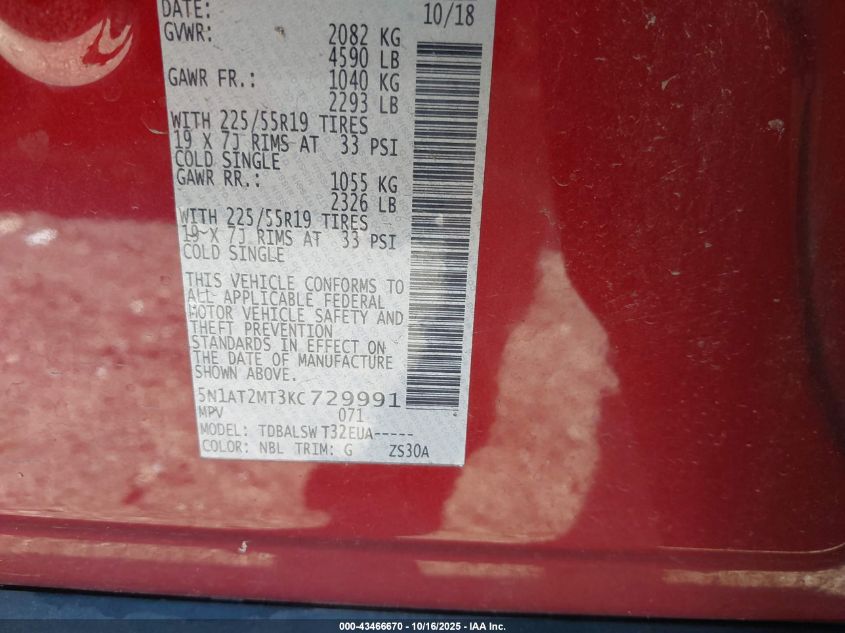 DATE: 10/18
GVWR: 2082 KG
4590 LB
GAWR FR.: 1040 KG
2293 LB
WITH 225/55R19 TIRES
19 X 7J RIMS AT 33 PSI
COLD SINGLE
GAWR RR.: 1055 KG
2326 LB
WITH 225/55R19 TIRES
19 X 7J RIMS AT 33 PSI
COLD SINGLE
THIS VEHICLE CONFORMS TO
ALL APPLICABLE FEDERAL
MOTOR VEHICLE SAFETY AND
THEFT PREVENTION
STANDARDS IN EFFECT ON
THE DATE OF MANUFACTURE
SHOWN ABOVE.
5N1AT2MT3KC729991
MPV 071
MODEL: TDBALSW T32EUA-----
COLOR: NBL TRIM: G ZS30A
000-43466670 - 10/16/2025 - IAA Inc.